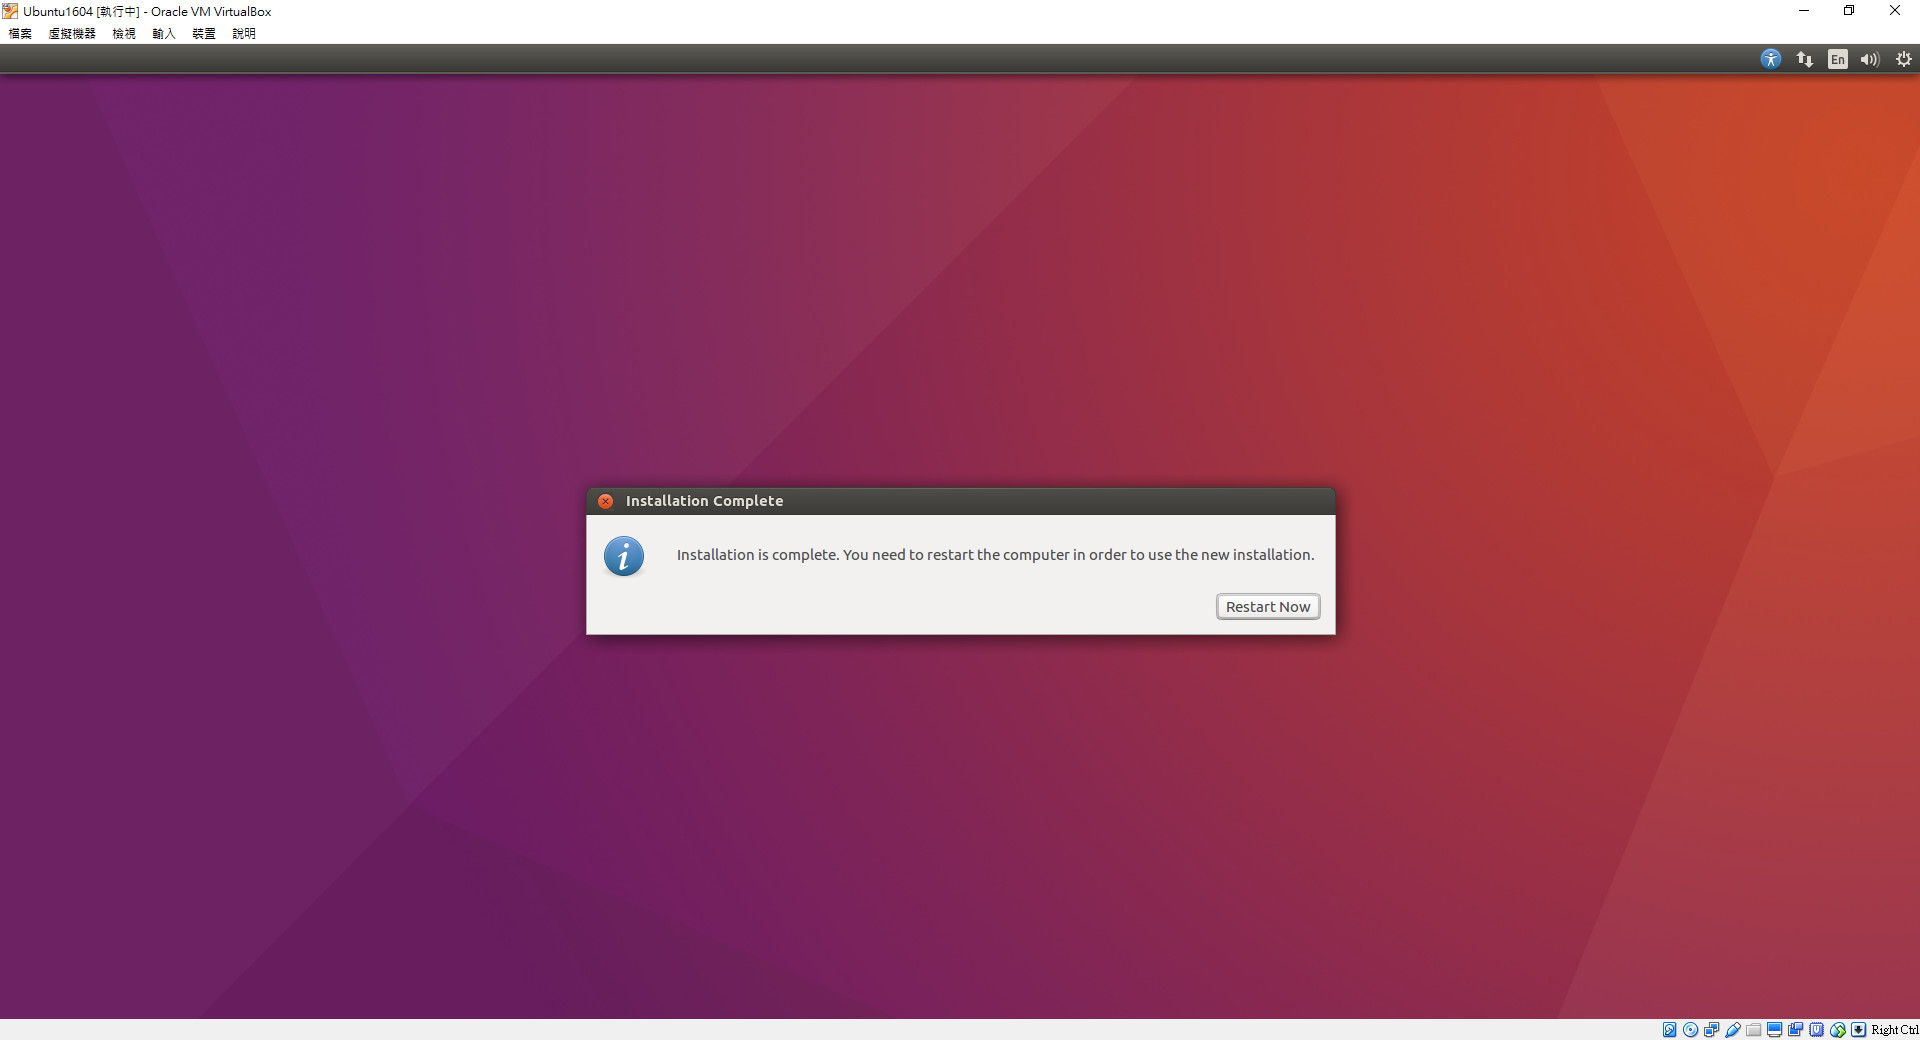 Ubuntu1604 [執行中] - Oracle VM VirtualBox
檔案 虛擬機器 檢視 輸入 裝置 說明
En
Installation Complete
Installation is complete. You need to restart the computer in order to use the new installation.
Restart Now
Right Ctrl